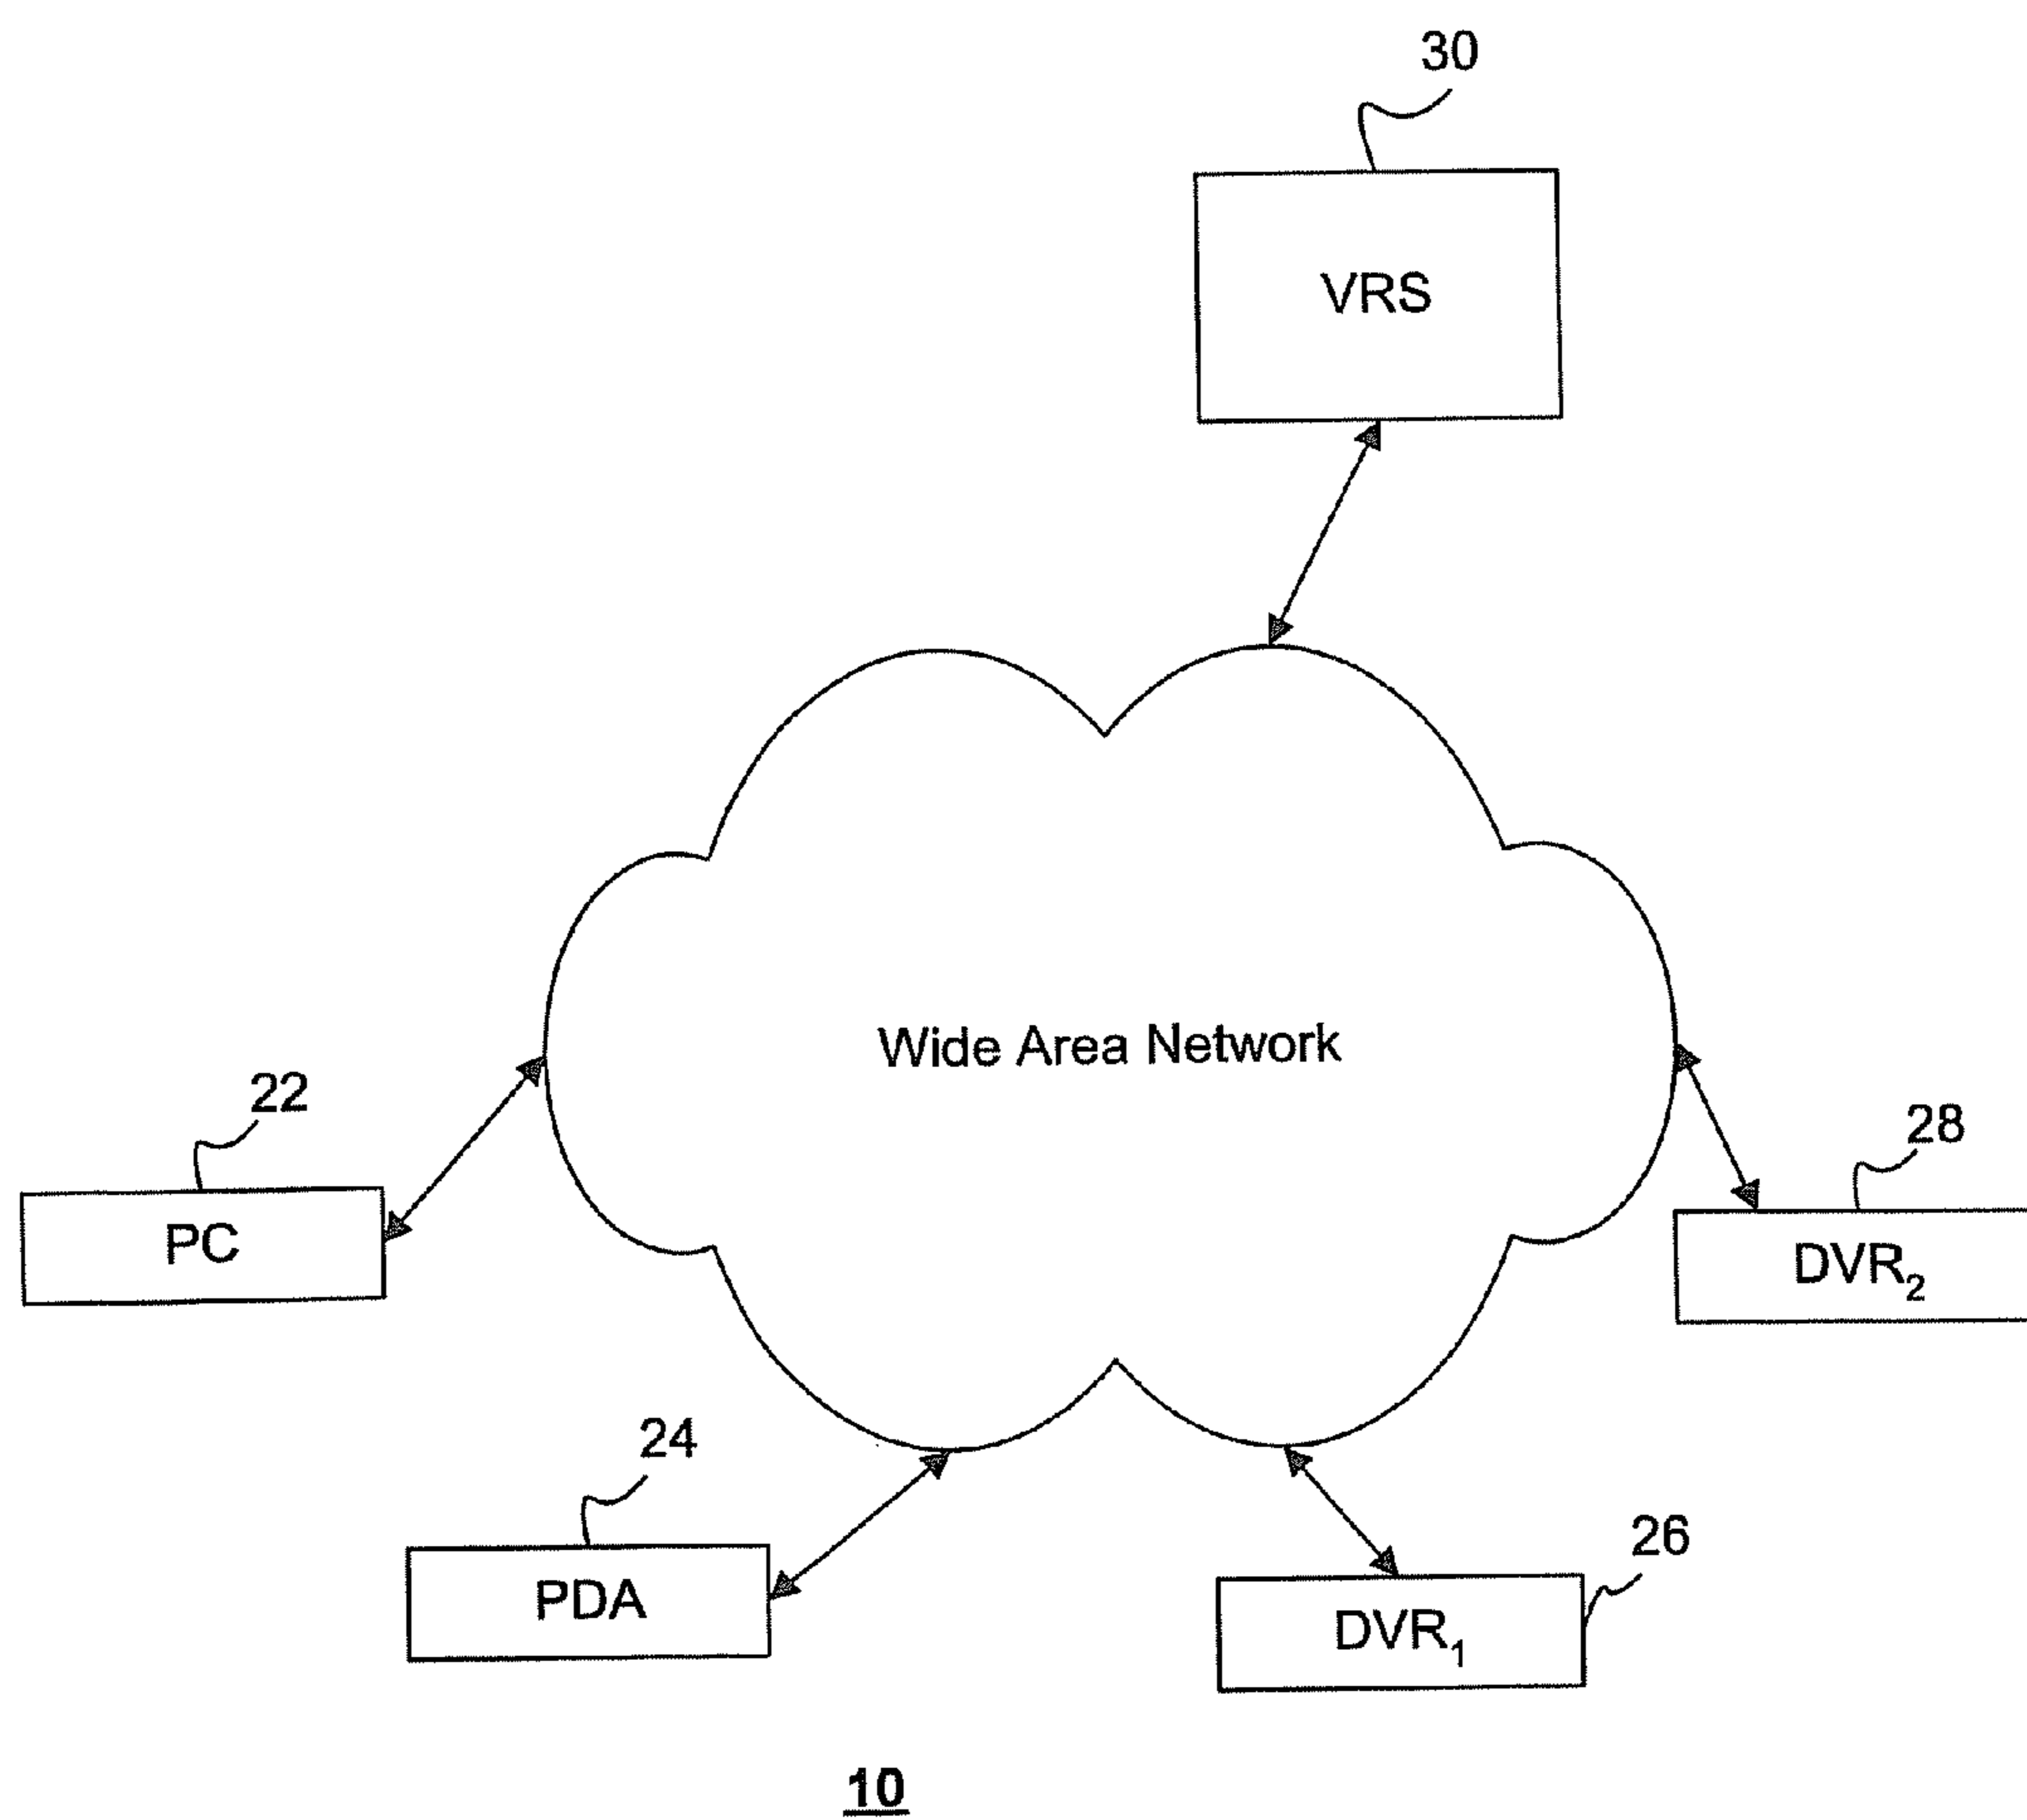 30
VRS
Wide Area Network
22
PC
28
DVR₂
24
PDA
26
DVR₁
10